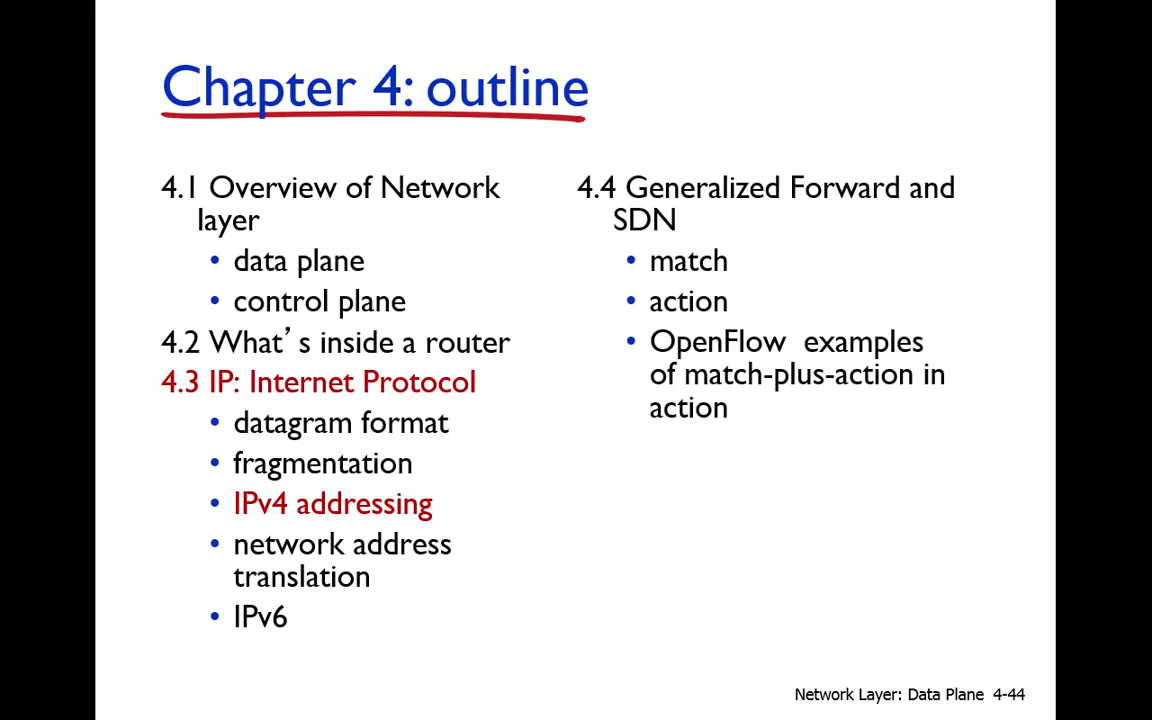 Chapter 4: outline
4.1 Overview of Network
layer
• data plane
• control plane
4.2 What’s inside a router
4.3 IP: Internet Protocol
• datagram format
• fragmentation
• IPv4 addressing
• network address
translation
• IPv6
4.4 Generalized Forward and
SDN
• match
• action
• OpenFlow examples
of match-plus-action in
action
Network Layer: Data Plane 4-44